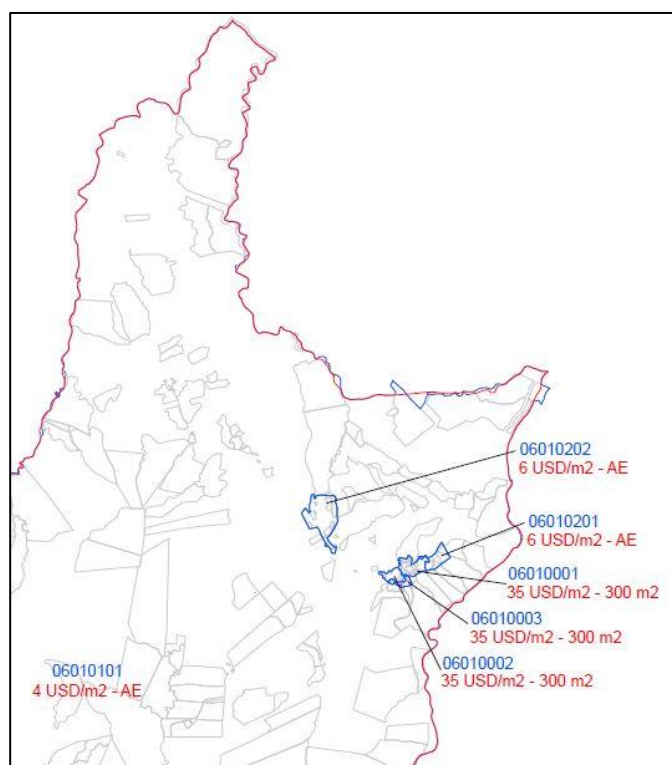 06010202
6 USD/m2 - AE
06010201
6 USD/m2 - AE
06010001
35 USD/m2 - 300 m2
06010003
35 USD/m2 - 300 m2
06010002
35 USD/m2 - 300 m2
06010101
4 USD/m2 - AE